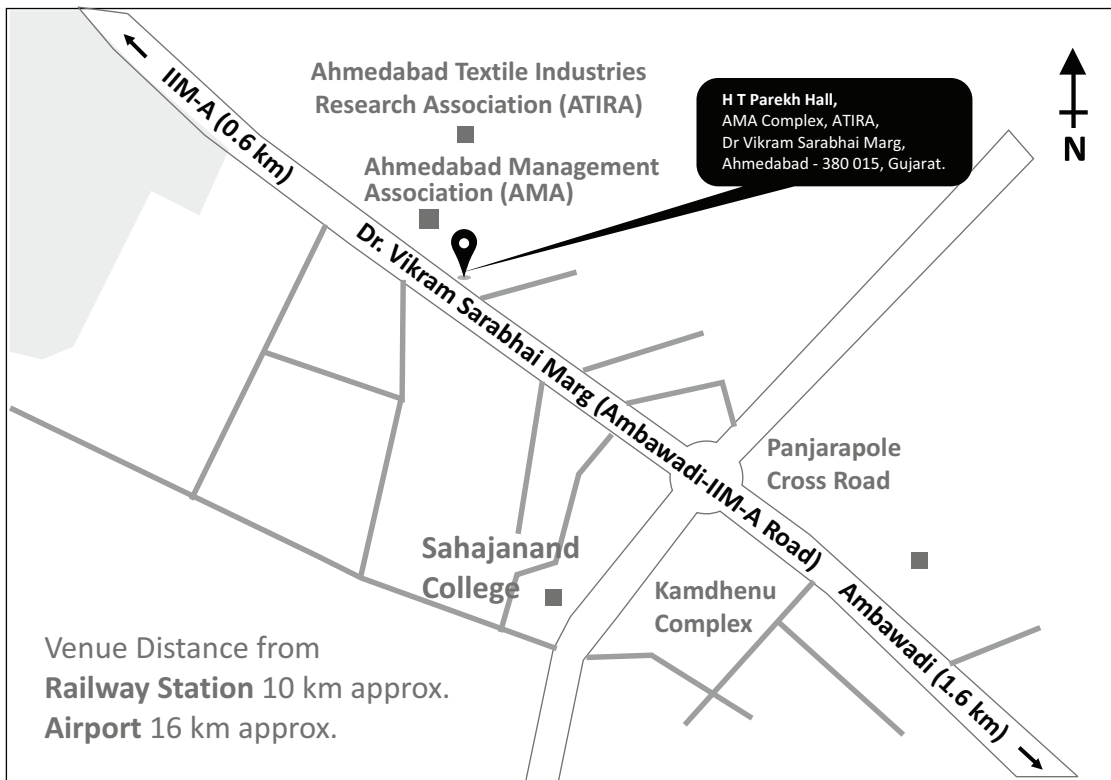 IIM-A (0.6 km)
Ahmedabad Textile Industries
Research Association (ATIRA)
H T Parekh Hall,
AMA Complex, ATIRA,
Dr Vikram Sarabhai Marg,
Ahmedabad - 380 015, Gujarat.
N
Ahmedabad Management
Association (AMA)
Dr. Vikram Sarabhai Marg (Ambawadi-IIM-A Road)
Panjarapole
Cross Road
Sahajanand
College
Kamdhenu
Complex
Ambawadi (1.6 km)
Venue Distance from
Railway Station 10 km approx.
Airport 16 km approx.